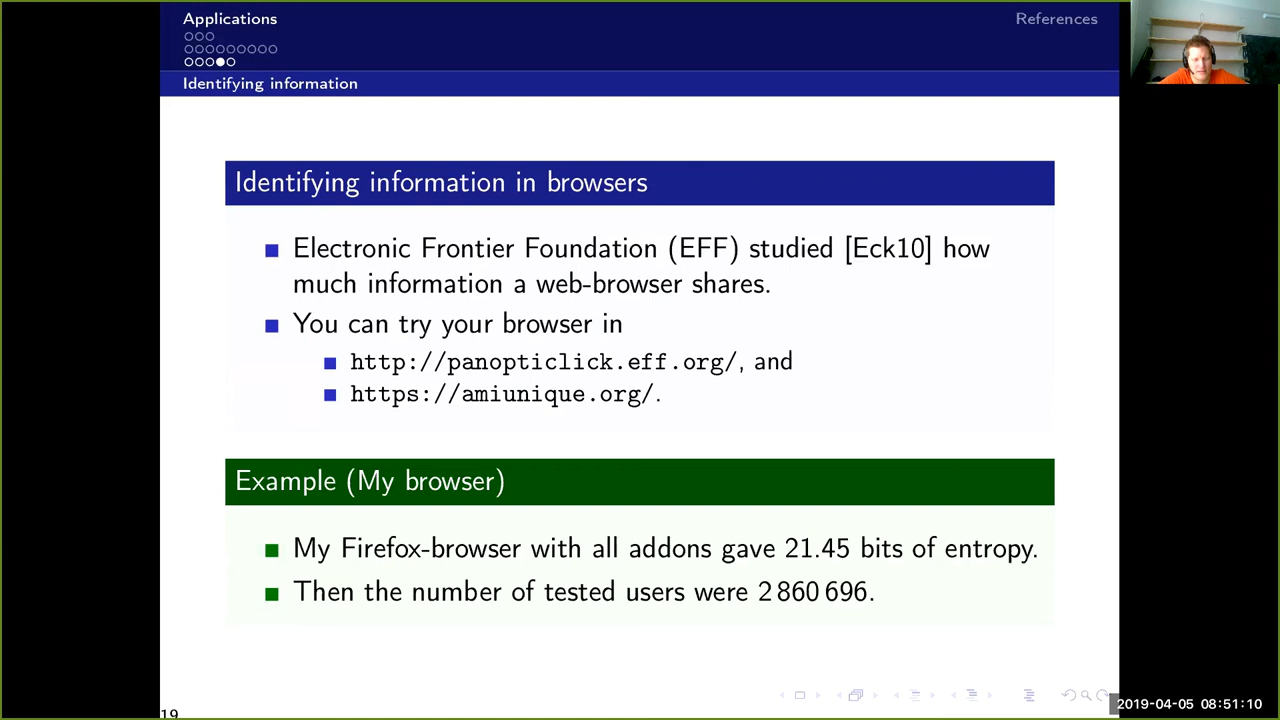 Applications
References
Identifying information
Identifying information in browsers
Electronic Frontier Foundation (EFF) studied [Eck10] how
much information a web-browser shares.
You can try your browser in
http://panopticlick.eff.org/, and
https://amiunique.org/.
Example (My browser)
My Firefox-browser with all addons gave 21.45 bits of entropy.
Then the number of tested users were 2 860 696.
19
2019-04-05 08:51:10